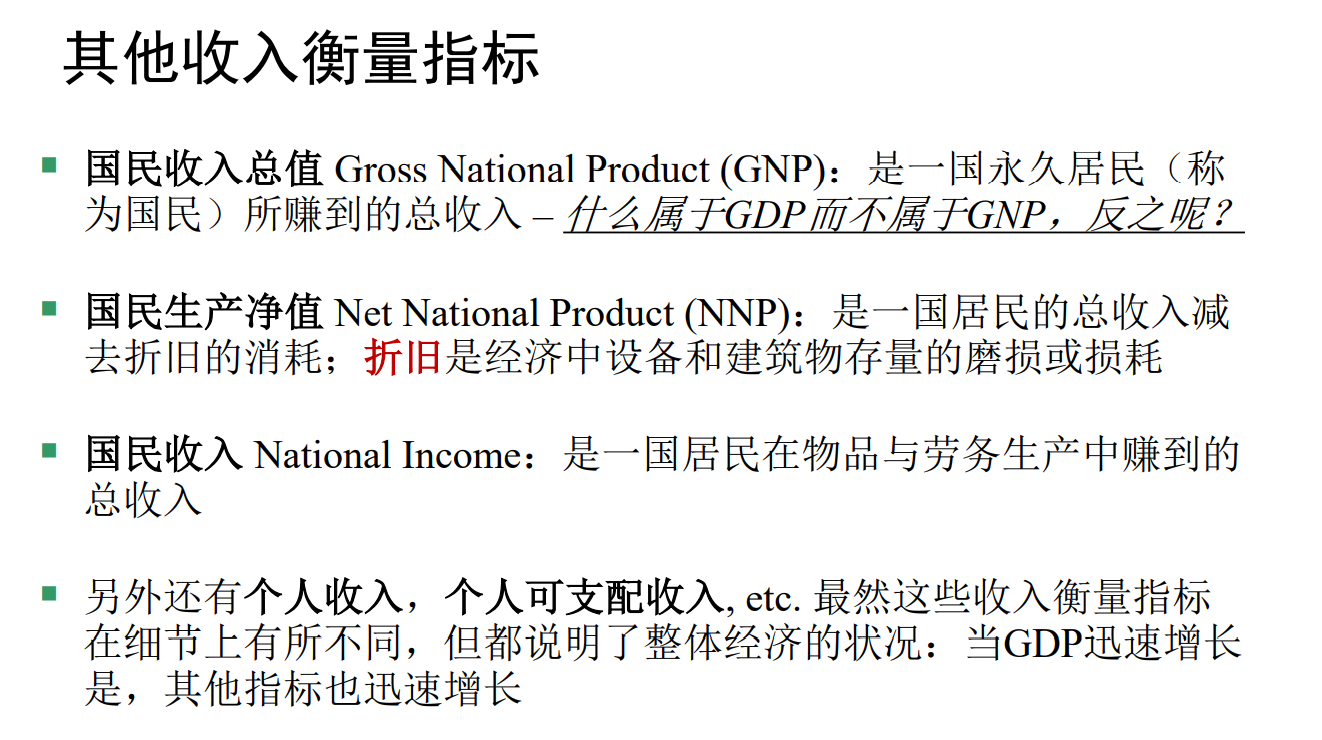 其他收入衡量指标
国民收入总值 Gross National Product (GNP)：是一国永久居民（称
为国民）所赚到的总收入 – 什么属于GDP而不属于GNP，反之呢？
国民生产净值 Net National Product (NNP)：是一国居民的总收入减
去折旧的消耗；折旧是经济中设备和建筑物存量的磨损或损耗
国民收入 National Income：是一国居民在物品与劳务生产中赚到的
总收入
另外还有个人收入，个人可支配收入, etc. 最然这些收入衡量指标
在细节上有所不同，但都说明了整体经济的状况：当GDP迅速增长
是，其他指标也迅速增长